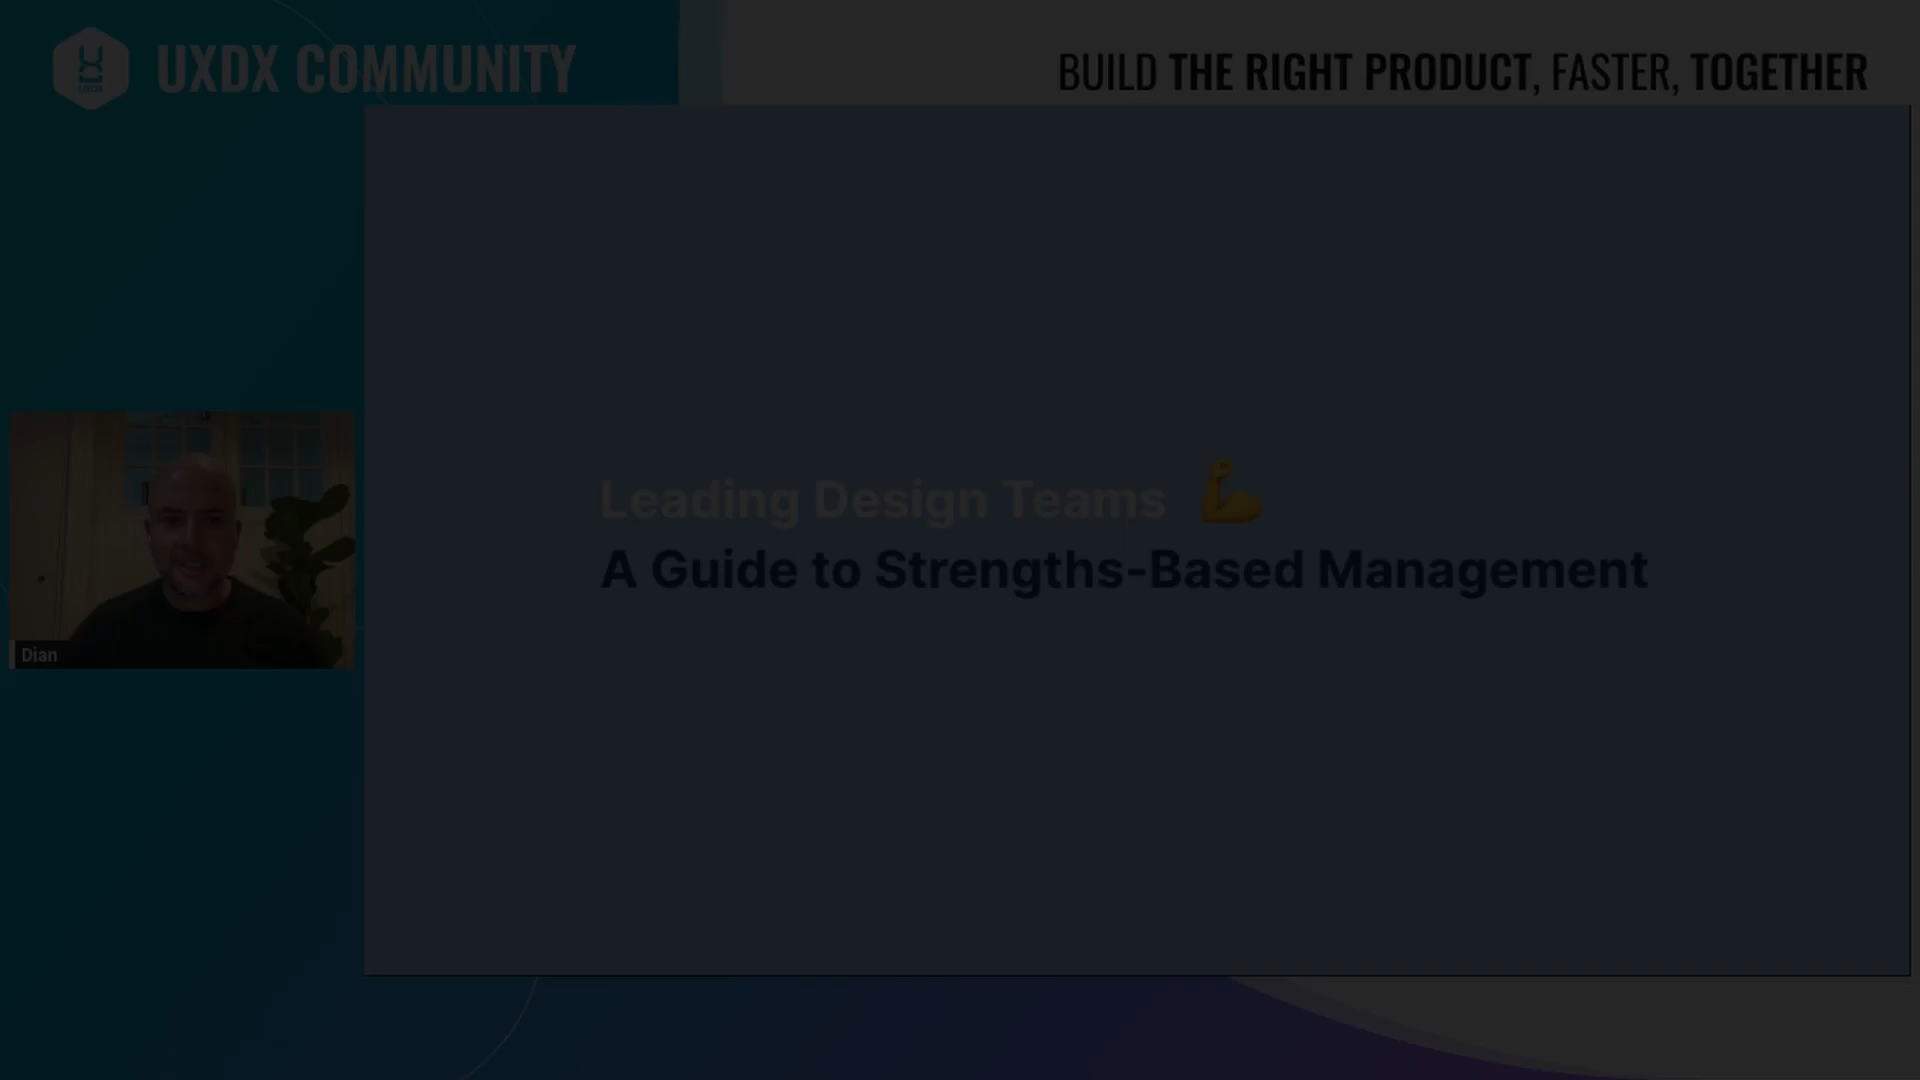 UXDX COMMUNITY
BUILD THE RIGHT PRODUCT, FASTER, TOGETHER
Leading Design Teams 💪
A Guide to Strengths-Based Management
Dian